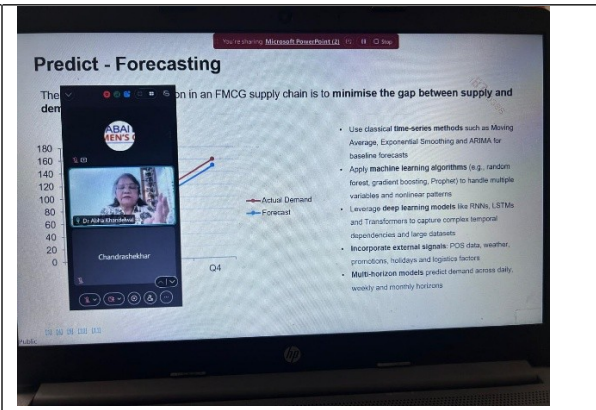 You're sharing Microsoft PowerPoint (2) Stop
Predict - Forecasting
The on in an FMCG supply chain is to minimise the gap between supply and
dem
ABAI
MEN'S
180
160
140
120
100
80
60
40
20
0
Q4
Actual Demand
Forecast
Dr Abha Khandelwal
Chandrashekhar
• Use classical time-series methods such as Moving
Average, Exponential Smoothing and ARIMA for
baseline forecasts
• Apply machine learning algorithms (e.g., random
forest, gradient boosting, Prophet) to handle multiple
variables and nonlinear patterns
• Leverage deep learning models like RNNs, LSTMs
and Transformers to capture complex temporal
dependencies and large datasets
• Incorporate external signals: POS data, weather,
promotions, holidays and logistics factors
• Multi-horizon models predict demand across daily,
weekly and monthly horizons
Public
hp